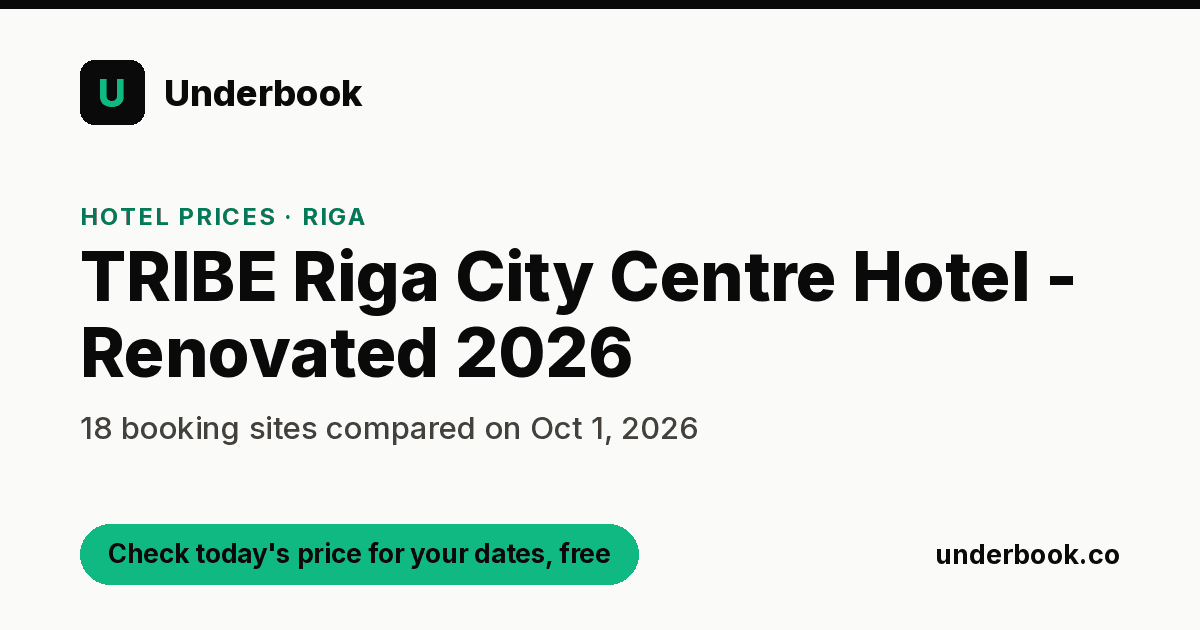 U Underbook
HOTEL PRICES · RIGA
TRIBE Riga City Centre Hotel -
Renovated 2026
18 booking sites compared on Oct 1, 2026
Check today's price for your dates, free
underbook.co